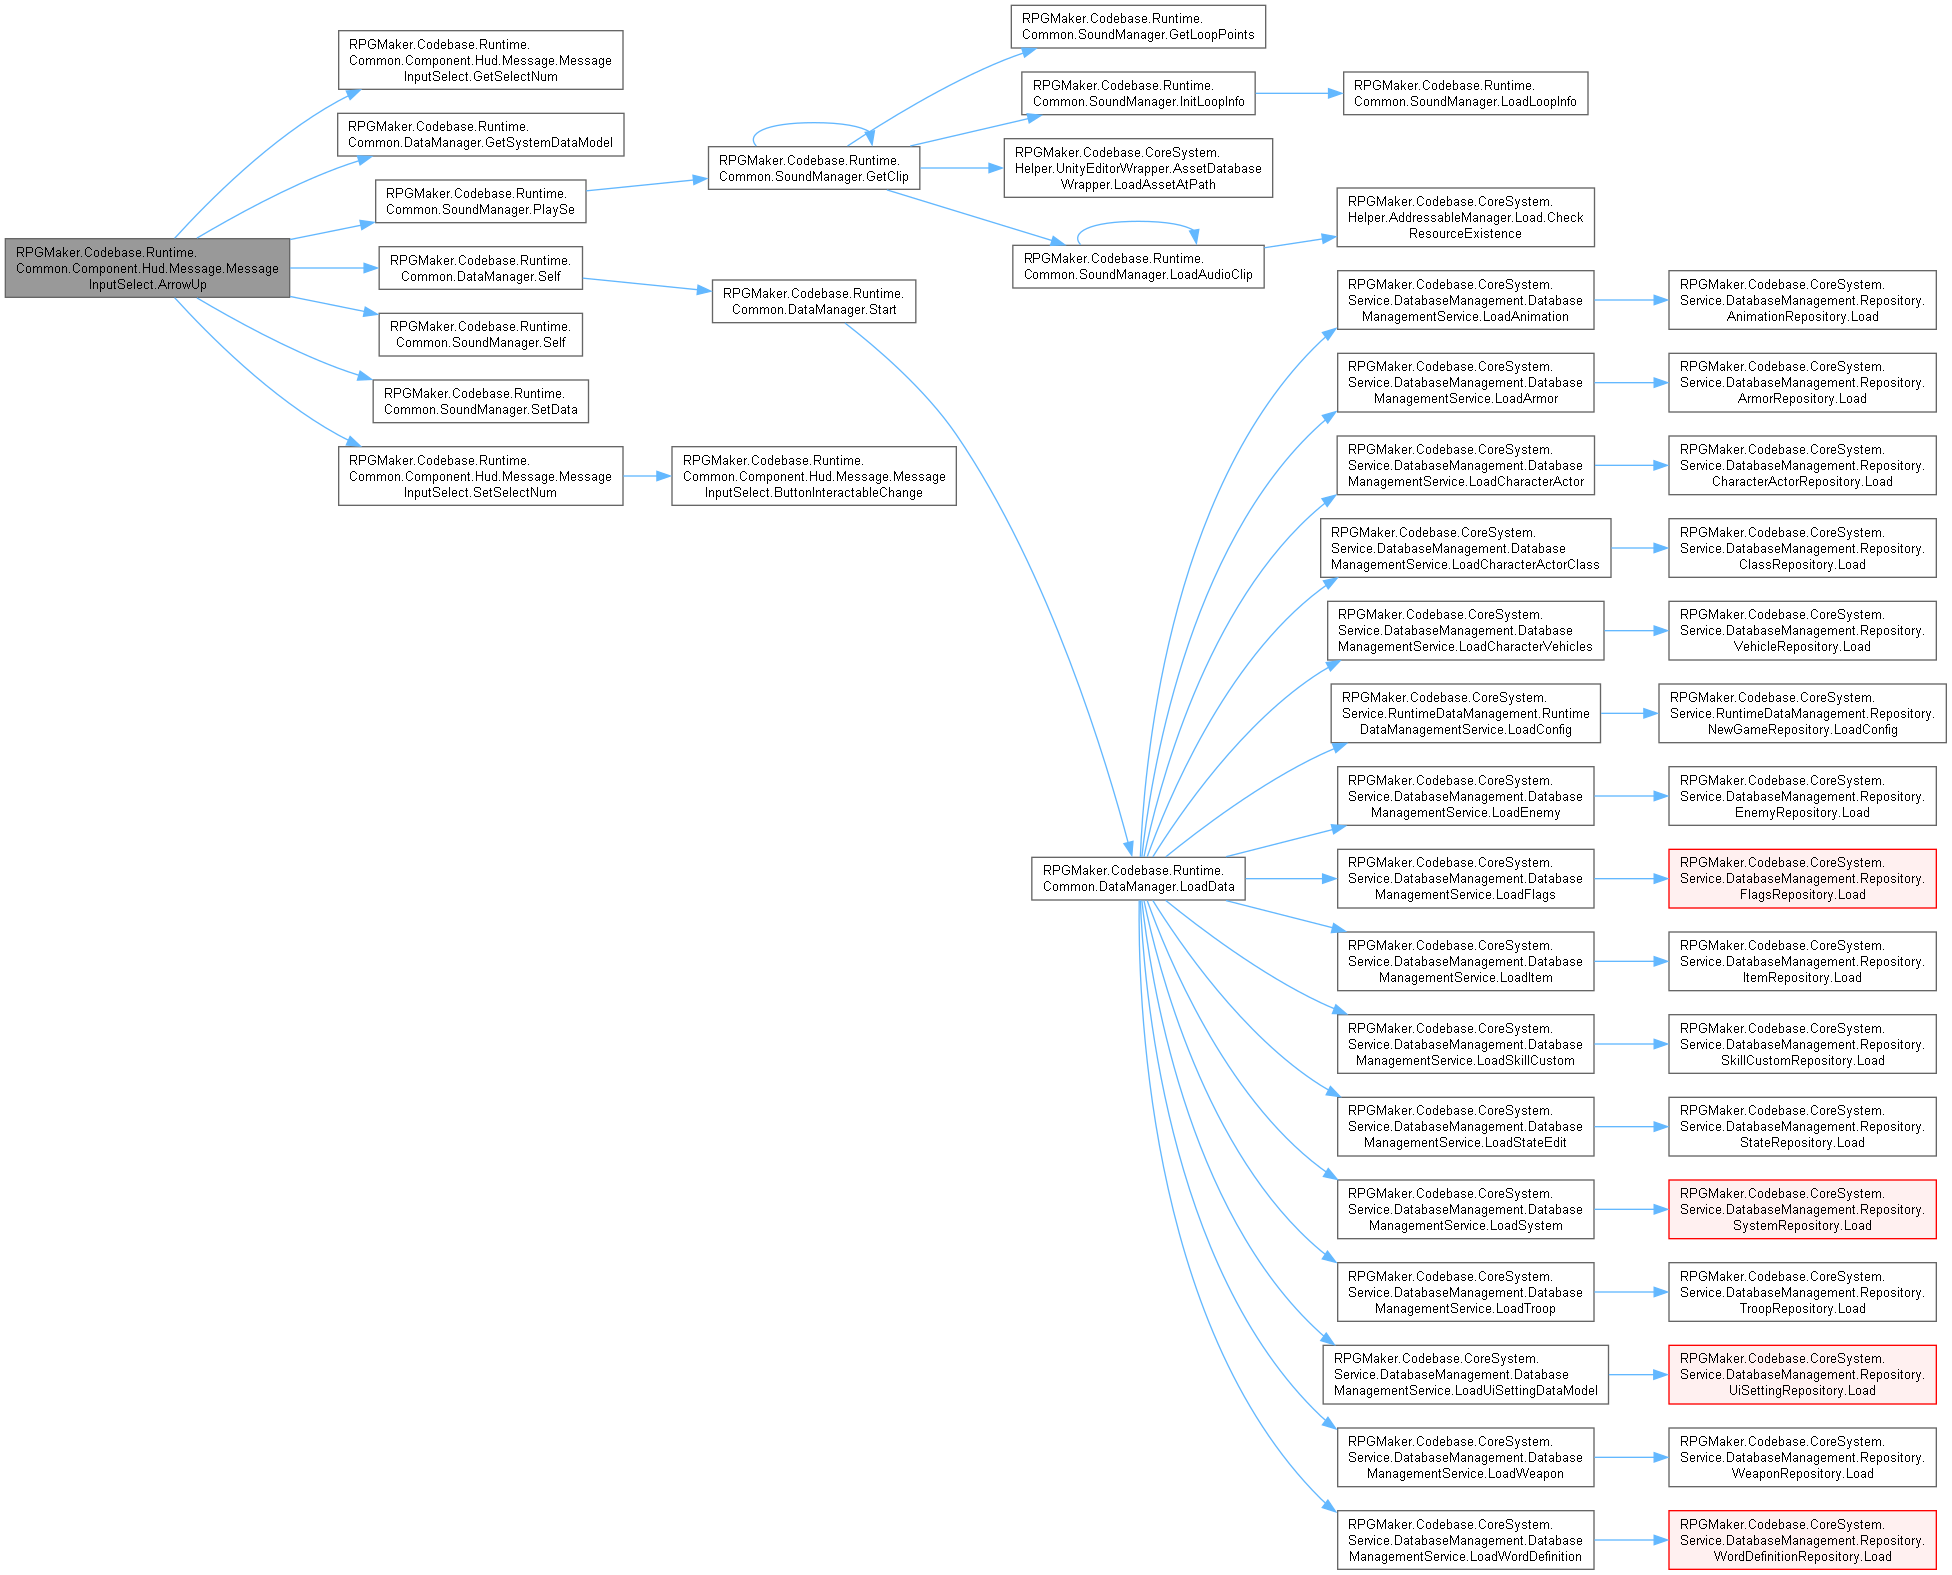 RPGMaker.Codebase.Runtime.
Common.Component.Hud.Message.Message
InputSelect.ArrowUp
RPGMaker.Codebase.Runtime.
Common.Component.Hud.Message.Message
InputSelect.GetSelectNum
RPGMaker.Codebase.Runtime.
Common.DataManager.GetSystemDataModel
RPGMaker.Codebase.Runtime.
Common.SoundManager.PlaySe
RPGMaker.Codebase.Runtime.
Common.DataManager.Self
RPGMaker.Codebase.Runtime.
Common.SoundManager.Self
RPGMaker.Codebase.Runtime.
Common.SoundManager.SetData
RPGMaker.Codebase.Runtime.
Common.Component.Hud.Message.Message
InputSelect.SetSelectNum
RPGMaker.Codebase.Runtime.
Common.SoundManager.GetClip
RPGMaker.Codebase.Runtime.
Common.DataManager.Start
RPGMaker.Codebase.Runtime.
Common.Component.Hud.Message.Message
InputSelect.ButtonInteractableChange
RPGMaker.Codebase.Runtime.
Common.SoundManager.GetLoopPoints
RPGMaker.Codebase.Runtime.
Common.SoundManager.InitLoopInfo
RPGMaker.Codebase.CoreSystem.
Helper.UnityEditorWrapper.AssetDatabase
Wrapper.LoadAssetAtPath
RPGMaker.Codebase.Runtime.
Common.SoundManager.LoadAudioClip
RPGMaker.Codebase.Runtime.
Common.DataManager.LoadData
RPGMaker.Codebase.Runtime.
Common.SoundManager.LoadLoopInfo
RPGMaker.Codebase.CoreSystem.
Helper.AddressableManager.Load.Check
ResourceExistence
RPGMaker.Codebase.CoreSystem.
Service.DatabaseManagement.Database
ManagementService.LoadAnimation
RPGMaker.Codebase.CoreSystem.
Service.DatabaseManagement.Repository.
AnimationRepository.Load
RPGMaker.Codebase.CoreSystem.
Service.DatabaseManagement.Database
ManagementService.LoadArmor
RPGMaker.Codebase.CoreSystem.
Service.DatabaseManagement.Repository.
ArmorRepository.Load
RPGMaker.Codebase.CoreSystem.
Service.DatabaseManagement.Database
ManagementService.LoadCharacterActor
RPGMaker.Codebase.CoreSystem.
Service.DatabaseManagement.Repository.
CharacterActorRepository.Load
RPGMaker.Codebase.CoreSystem.
Service.DatabaseManagement.Database
ManagementService.LoadCharacterActorClass
RPGMaker.Codebase.CoreSystem.
Service.DatabaseManagement.Repository.
ClassRepository.Load
RPGMaker.Codebase.CoreSystem.
Service.DatabaseManagement.Database
ManagementService.LoadCharacterVehicles
RPGMaker.Codebase.CoreSystem.
Service.DatabaseManagement.Repository.
VehicleRepository.Load
RPGMaker.Codebase.CoreSystem.
Service.RuntimeDataManagement.Runtime
DataManagementService.LoadConfig
RPGMaker.Codebase.CoreSystem.
Service.RuntimeDataManagement.Repository.
NewGameRepository.LoadConfig
RPGMaker.Codebase.CoreSystem.
Service.DatabaseManagement.Database
ManagementService.LoadEnemy
RPGMaker.Codebase.CoreSystem.
Service.DatabaseManagement.Repository.
EnemyRepository.Load
RPGMaker.Codebase.CoreSystem.
Service.DatabaseManagement.Database
ManagementService.LoadFlags
RPGMaker.Codebase.CoreSystem.
Service.DatabaseManagement.Repository.
FlagsRepository.Load
RPGMaker.Codebase.CoreSystem.
Service.DatabaseManagement.Database
ManagementService.LoadItem
RPGMaker.Codebase.CoreSystem.
Service.DatabaseManagement.Repository.
ItemRepository.Load
RPGMaker.Codebase.CoreSystem.
Service.DatabaseManagement.Database
ManagementService.LoadSkillCustom
RPGMaker.Codebase.CoreSystem.
Service.DatabaseManagement.Repository.
SkillCustomRepository.Load
RPGMaker.Codebase.CoreSystem.
Service.DatabaseManagement.Database
ManagementService.LoadStateEdit
RPGMaker.Codebase.CoreSystem.
Service.DatabaseManagement.Repository.
StateRepository.Load
RPGMaker.Codebase.CoreSystem.
Service.DatabaseManagement.Database
ManagementService.LoadSystem
RPGMaker.Codebase.CoreSystem.
Service.DatabaseManagement.Repository.
SystemRepository.Load
RPGMaker.Codebase.CoreSystem.
Service.DatabaseManagement.Database
ManagementService.LoadTroop
RPGMaker.Codebase.CoreSystem.
Service.DatabaseManagement.Repository.
TroopRepository.Load
RPGMaker.Codebase.CoreSystem.
Service.DatabaseManagement.Database
ManagementService.LoadUiSettingDataModel
RPGMaker.Codebase.CoreSystem.
Service.DatabaseManagement.Repository.
UiSettingRepository.Load
RPGMaker.Codebase.CoreSystem.
Service.DatabaseManagement.Database
ManagementService.LoadWeapon
RPGMaker.Codebase.CoreSystem.
Service.DatabaseManagement.Repository.
WeaponRepository.Load
RPGMaker.Codebase.CoreSystem.
Service.DatabaseManagement.Database
ManagementService.LoadWordDefinition
RPGMaker.Codebase.CoreSystem.
Service.DatabaseManagement.Repository.
WordDefinitionRepository.Load